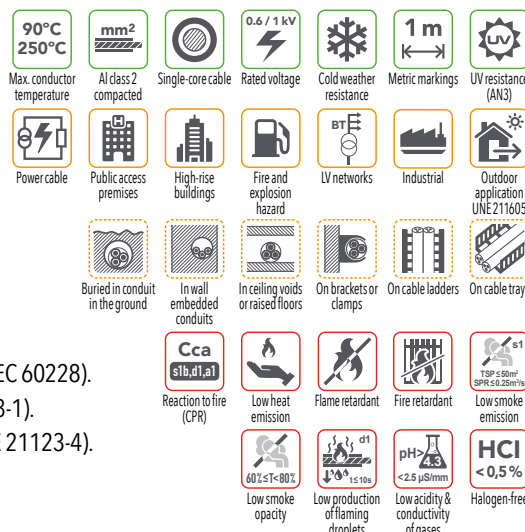 90°C
250°C
mm²
0.6 / 1 kV
1 m
UV
Max. conductor
temperature
Al class 2
compacted
Single-core cable
Rated voltage
Cold weather
resistance
Metric markings
UV resistance
(AN3)
H
BT
Power cable
Public access
premises
High-rise
buildings
Fire and
explosion
hazard
LV networks
Industrial
Outdoor
application
UNE 211605
Buried in conduit
in the ground
In wall
embedded
conduits
In ceiling voids
or raised floors
On brackets or
clamps
On cable ladders
On cable tray
EC 60228).
3-1).
E 21123-4).
Cca
s1b,d1,a1
s1
TSP≤50m²
SPR≤0.25m²/s
Reaction to fire
(CPR)
Low heat
emission
Flame retardant
Fire retardant
Low smoke
emission
60%≤T<80%
d1
t≤10s
pH>4.3
<2.5 µS/mm
HCl
<0,5 %
Low smoke
opacity
Low production
of flaming
droplets
Low acidity &
conductivity
of gases
Halogen-free